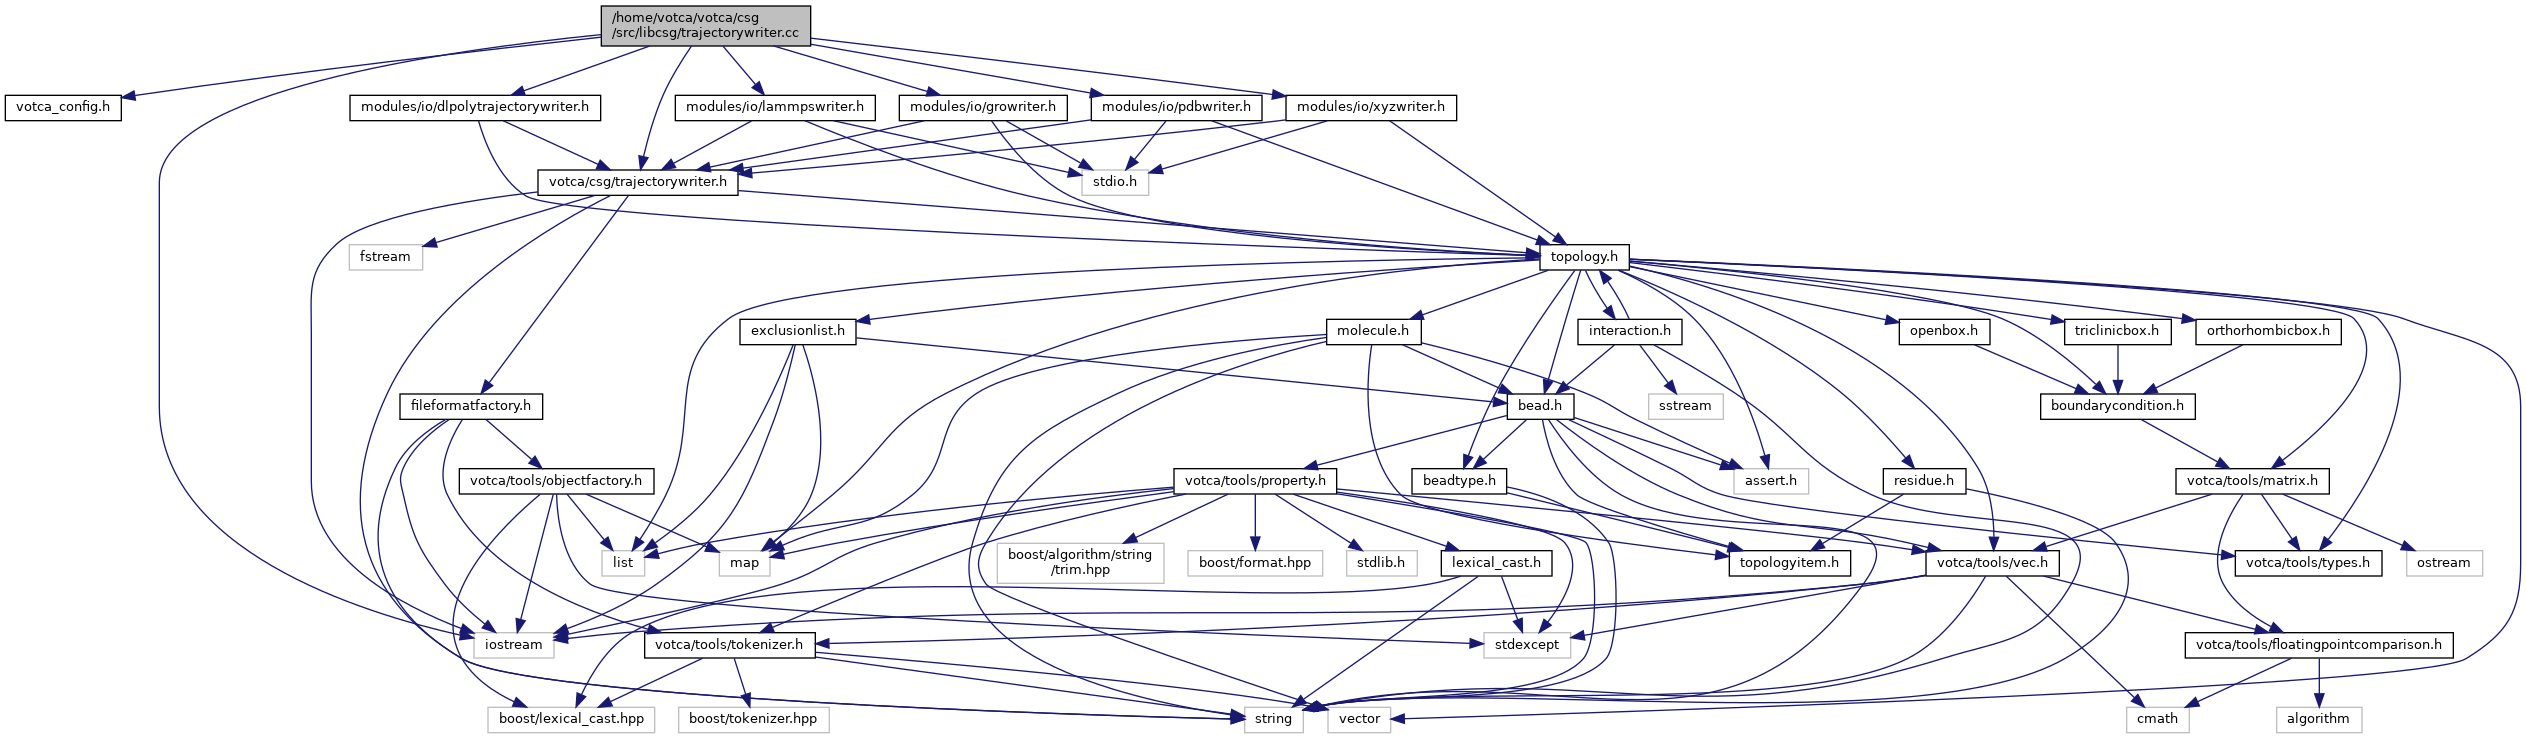 /home/votca/votca/csg
/src/libcsg/trajectorywriter.cc
votca_config.h
modules/io/dlpolytrajectorywriter.h
modules/io/lammpswriter.h
modules/io/growriter.h
modules/io/pdbwriter.h
modules/io/xyzwriter.h
votca/csg/trajectorywriter.h
stdio.h
fstream
topology.h
exclusionlist.h
molecule.h
interaction.h
openbox.h
triclinicbox.h
orthorhombicbox.h
fileformatfactory.h
bead.h
sstream
boundarycondition.h
votca/tools/objectfactory.h
votca/tools/property.h
beadtype.h
assert.h
residue.h
votca/tools/matrix.h
list
map
boost/algorithm/string
/trim.hpp
boost/format.hpp
stdlib.h
lexical_cast.h
topologyitem.h
votca/tools/vec.h
votca/tools/types.h
ostream
iostream
votca/tools/tokenizer.h
stdexcept
votca/tools/floatingpointcomparison.h
boost/lexical_cast.hpp
boost/tokenizer.hpp
string
vector
cmath
algorithm